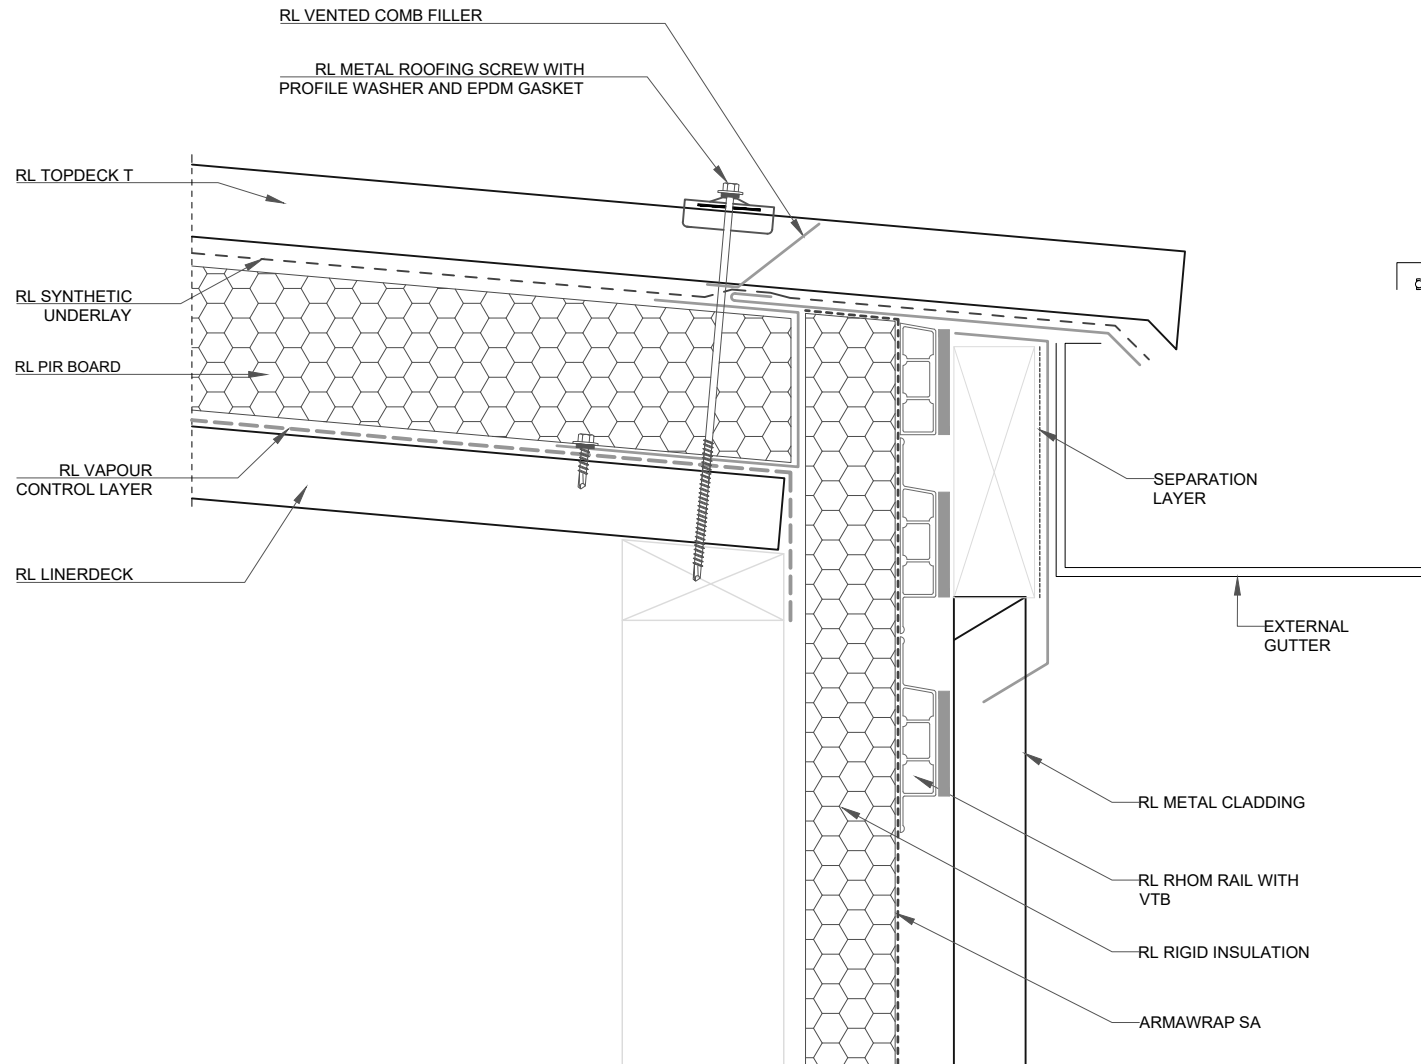 RL VENTED COMB FILLER
RL METAL ROOFING SCREW WITH
PROFILE WASHER AND EPDM GASKET
RL TOPDECK T
RL SYNTHETIC
UNDERLAY
RL PIR BOARD
RL VAPOUR
CONTROL LAYER
RL LINERDECK
SEPARATION
LAYER
EXTERNAL
GUTTER
RL METAL CLADDING
RL RHOM RAIL WITH
VTB
RL RIGID INSULATION
ARMAWRAP SA